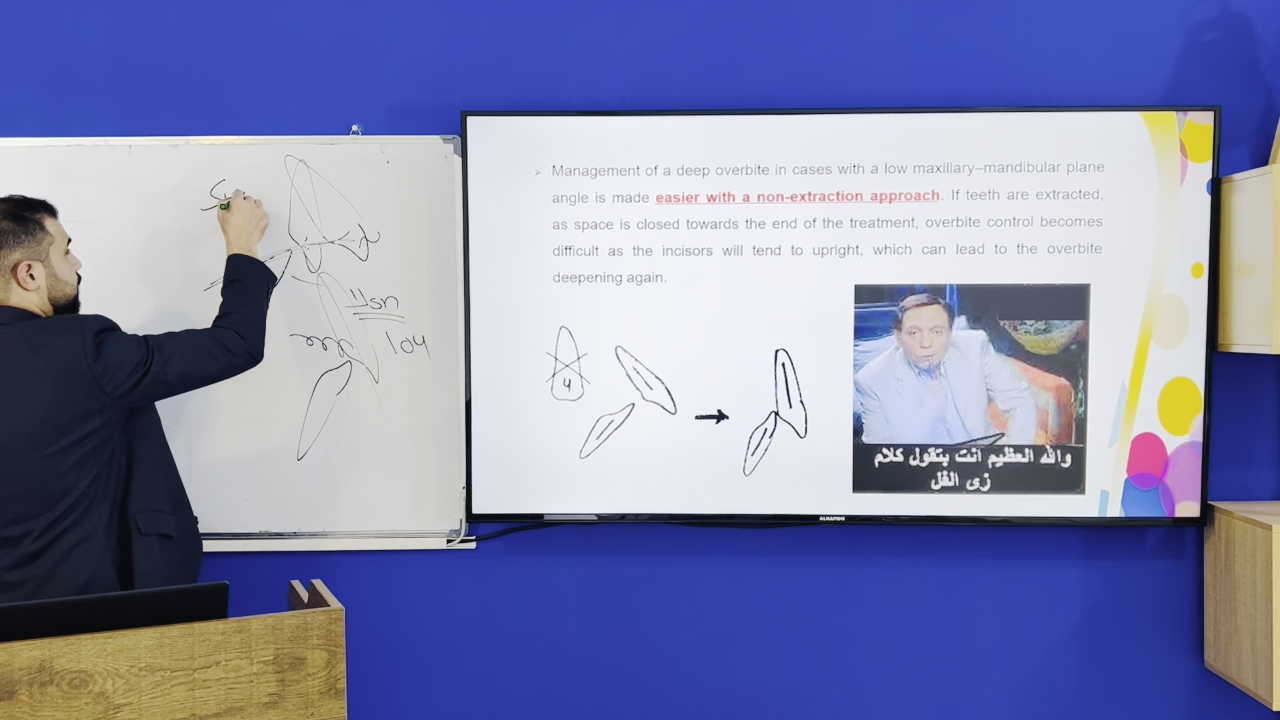 Management of a deep overbite in cases with a low maxillary–mandibular plane
angle is made easier with a non-extraction approach. If teeth are extracted,
as space is closed towards the end of the treatment, overbite control becomes
difficult as the incisors will tend to upright, which can lead to the overbite
deepening again.
4
والله العظيم انت بتقول كلام
زى الفل
104